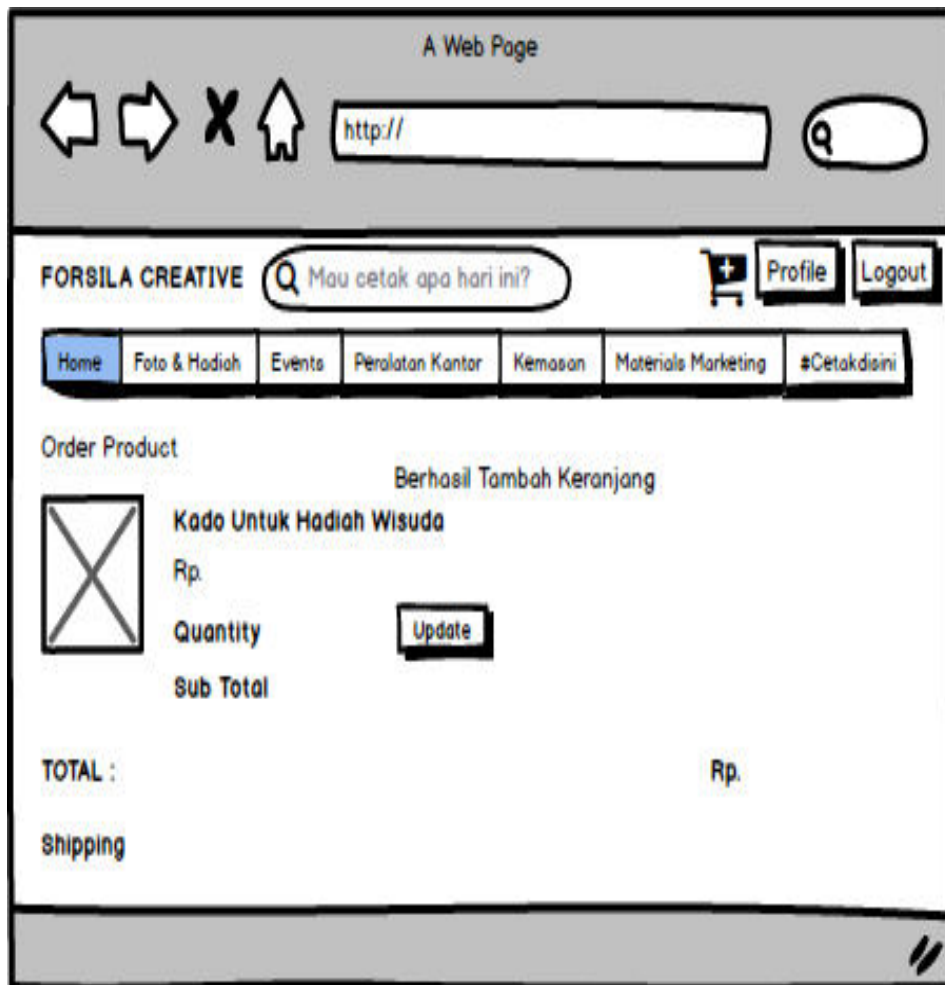 A Web Page
http://
FORSILA CREATIVE
Mau cetak apa hari ini?
Profile
Logout
Home
Foto & Hadiah
Events
Peralatan Kantor
Kemasan
Materials Marketing
#Cetakdisini
Order Product
Berhasil Tambah Keranjang
Kado Untuk Hadiah Wisuda
Rp.
Quantity
Update
Sub Total
TOTAL :
Rp.
Shipping